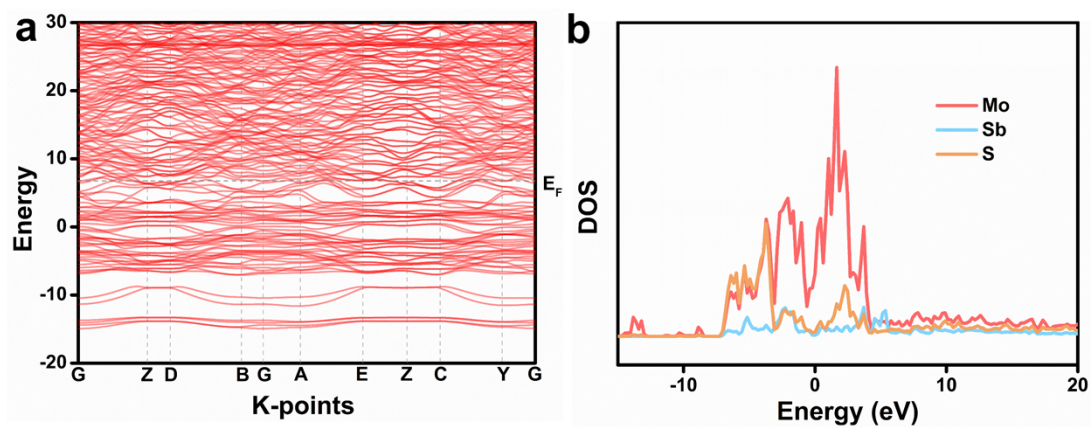 a
30
20
10
0
-10
-20
Energy
E_F
G Z D B G A E Z C Y G
K-points
b
DOS
Mo
Sb
S
-10 0 10 20
Energy (eV)